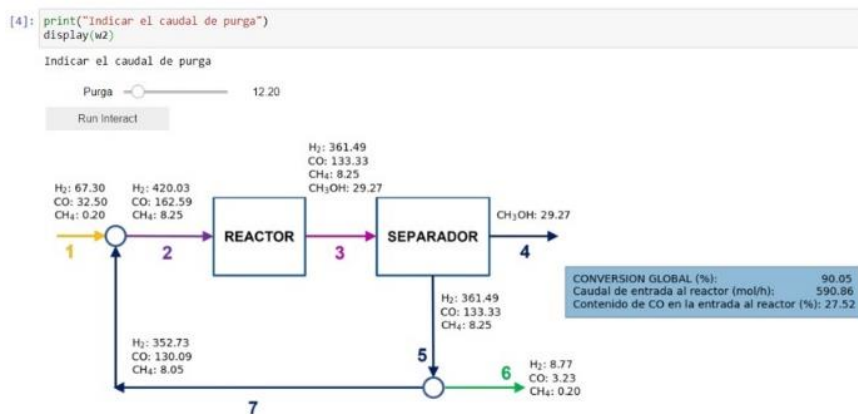 [4]: print("Indicar el caudal de purga")
display(w2)
Indicar el caudal de purga
Purga 12.20
Run Interact
H₂: 67.30
CO: 32.50
CH₄: 0.20
1
H₂: 420.03
CO: 162.59
CH₄: 8.25
2
REACTOR
H₂: 361.49
CO: 133.33
CH₄: 8.25
CH₃OH: 29.27
3
SEPARADOR
CH₃OH: 29.27
4
CONVERSION GLOBAL (%): 90.05
Caudal de entrada al reactor (mol/h): 590.86
Contenido de CO en la entrada al reactor (%): 27.52
H₂: 361.49
CO: 133.33
CH₄: 8.25
5
H₂: 352.73
CO: 130.09
CH₄: 8.05
6
H₂: 8.77
CO: 3.23
CH₄: 0.20
7